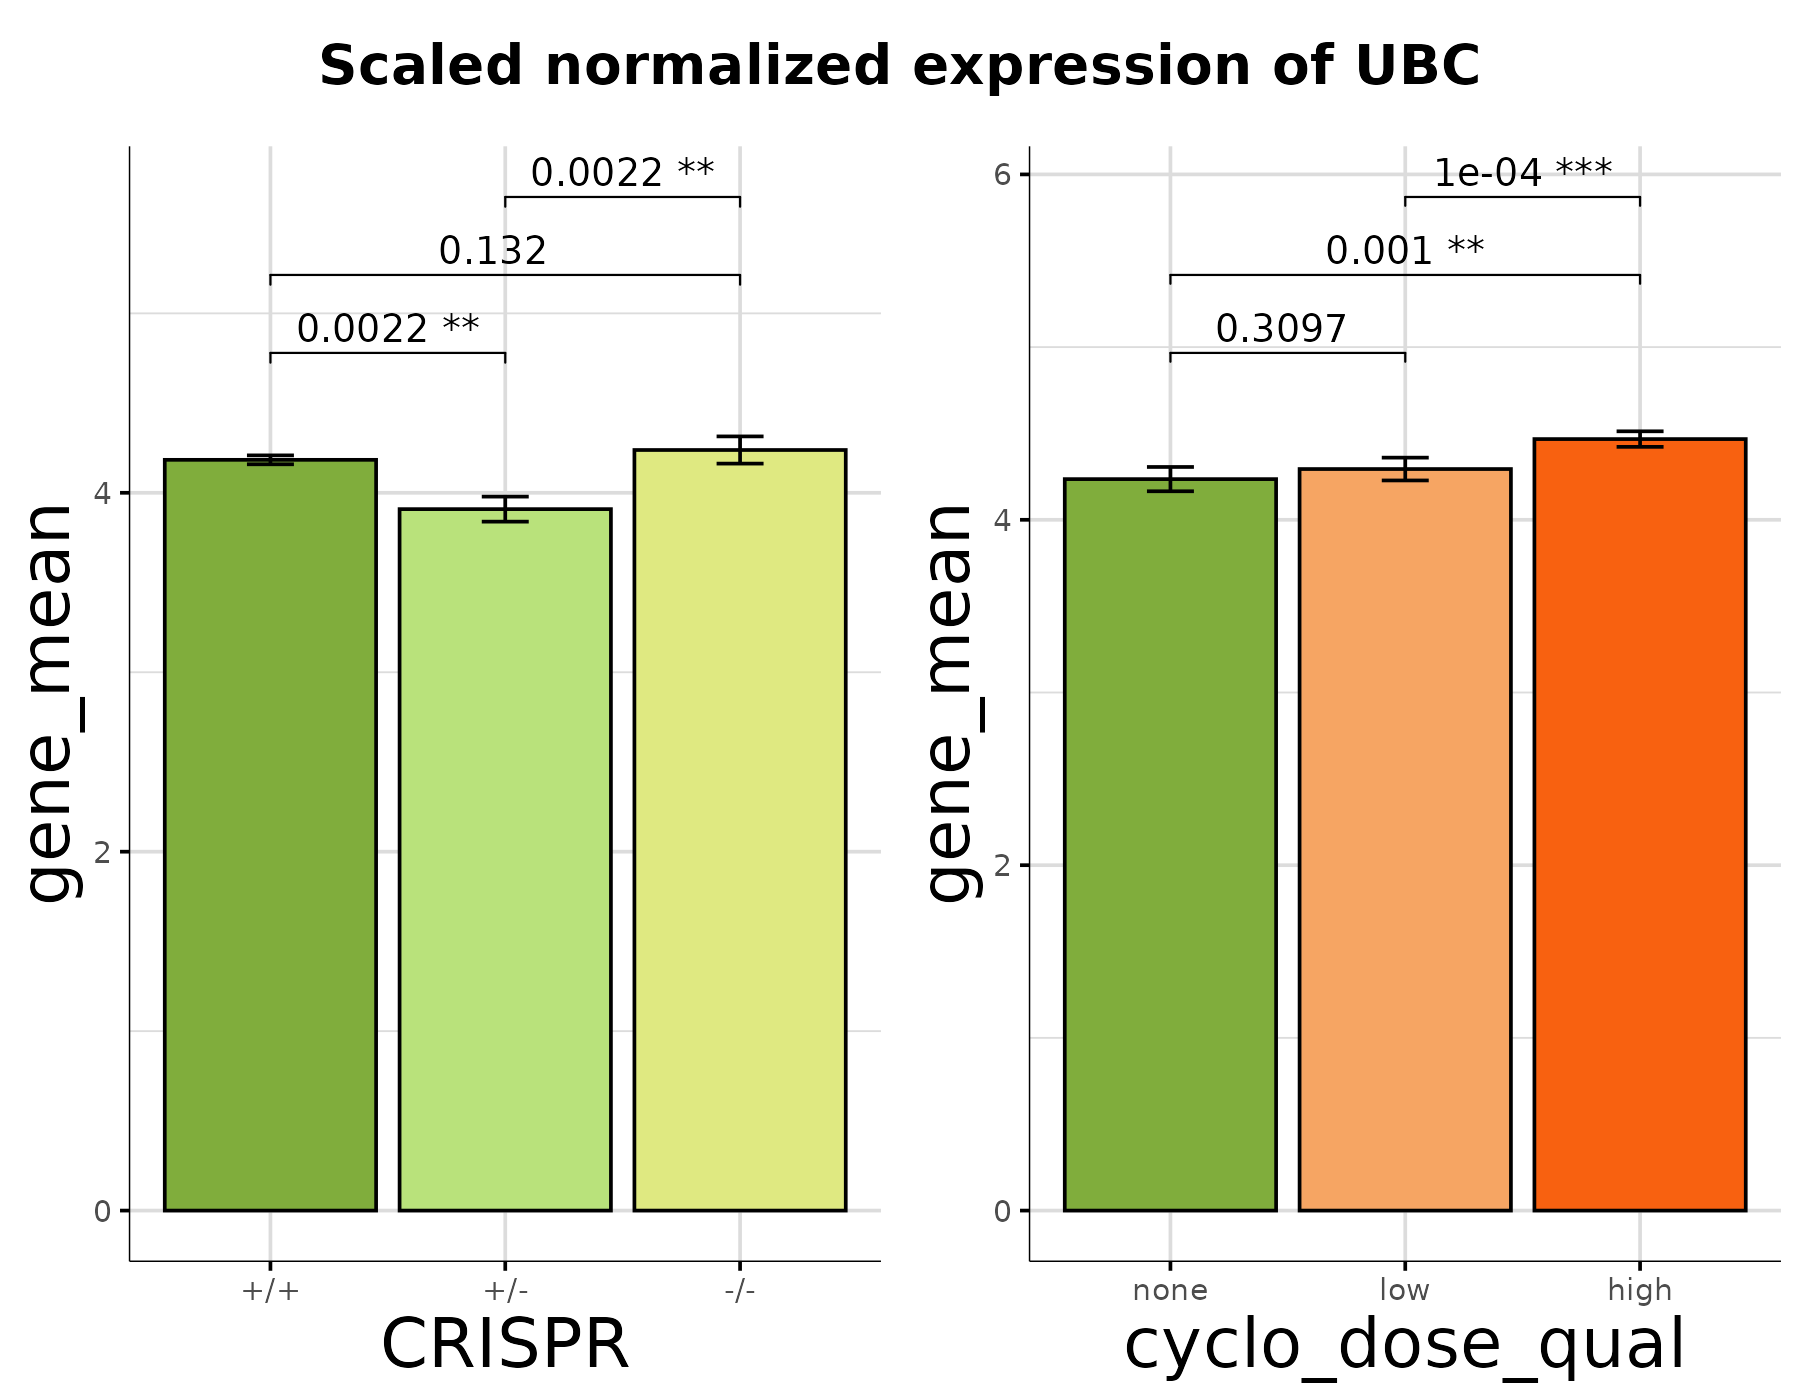 Scaled normalized expression of UBC
0.0022 **
0.132
0.0022 **
gene_mean
4
2
0
+/+ +/- -/-
CRISPR
1e-04 ***
0.001 **
0.3097
gene_mean
6
4
2
0
none low high
cyclo_dose_qual